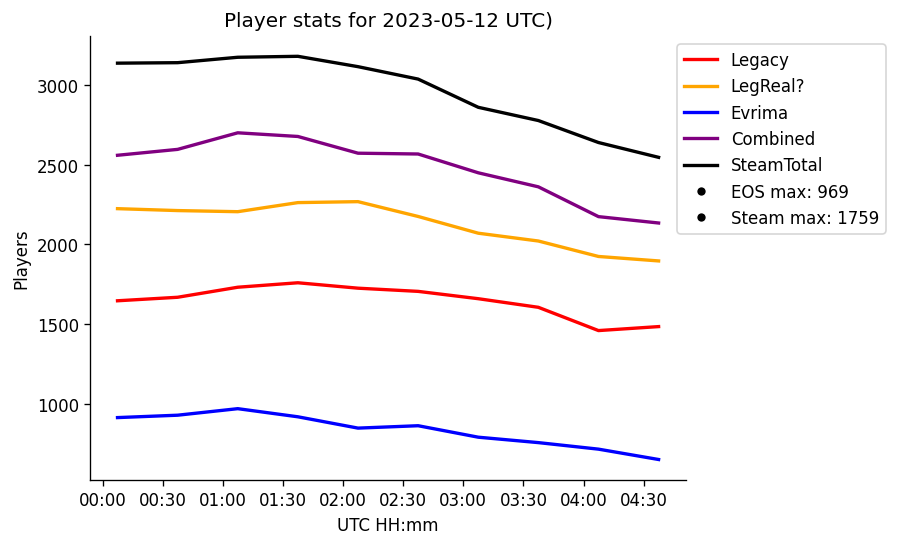 Player stats for 2023-05-12 UTC)
Players
3000
2500
2000
1500
1000
00:00 00:30 01:00 01:30 02:00 02:30 03:00 03:30 04:00 04:30
UTC HH:mm
Legacy
LegReal?
Evrima
Combined
SteamTotal
EOS max: 969
Steam max: 1759